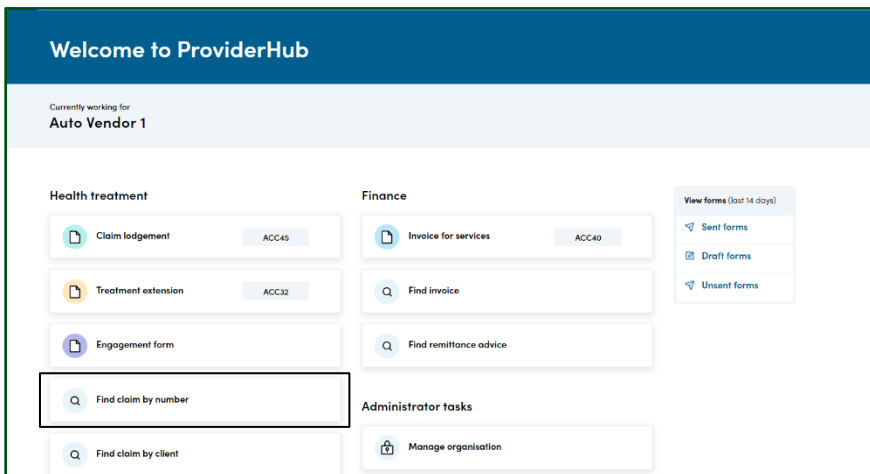 Welcome to ProviderHub
Currently working for
Auto Vendor 1
Health treatment
Claim lodgement
ACC45
Treatment extension
ACC32
Engagement form
Find claim by number
Find claim by client
Finance
Invoice for services
ACC40
Find invoice
Find remittance advice
Administrator tasks
Manage organisation
View forms (last 14 days)
Sent forms
Draft forms
Unsent forms